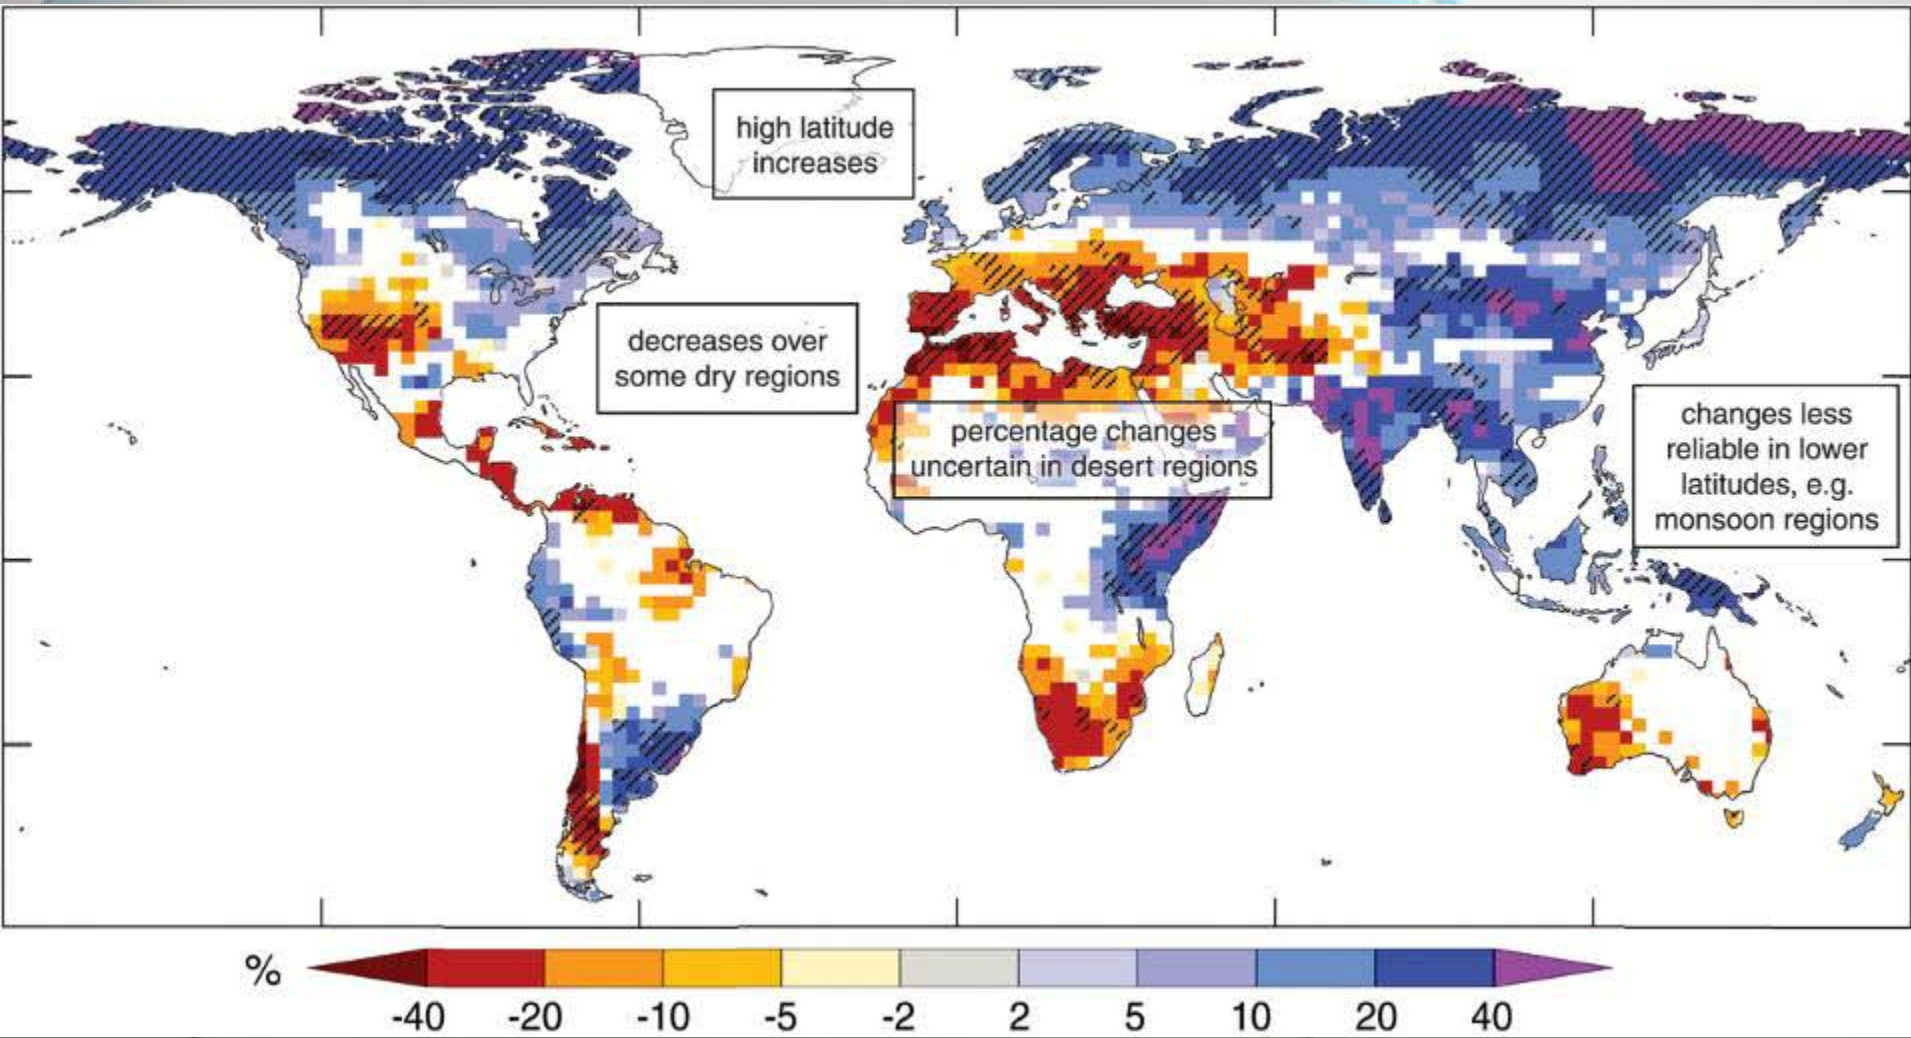 high latitude
increases
decreases over
some dry regions
percentage changes
uncertain in desert regions
changes less
reliable in lower
latitudes, e.g.
monsoon regions
%
-40 -20 -10 -5 -2 2 5 10 20 40